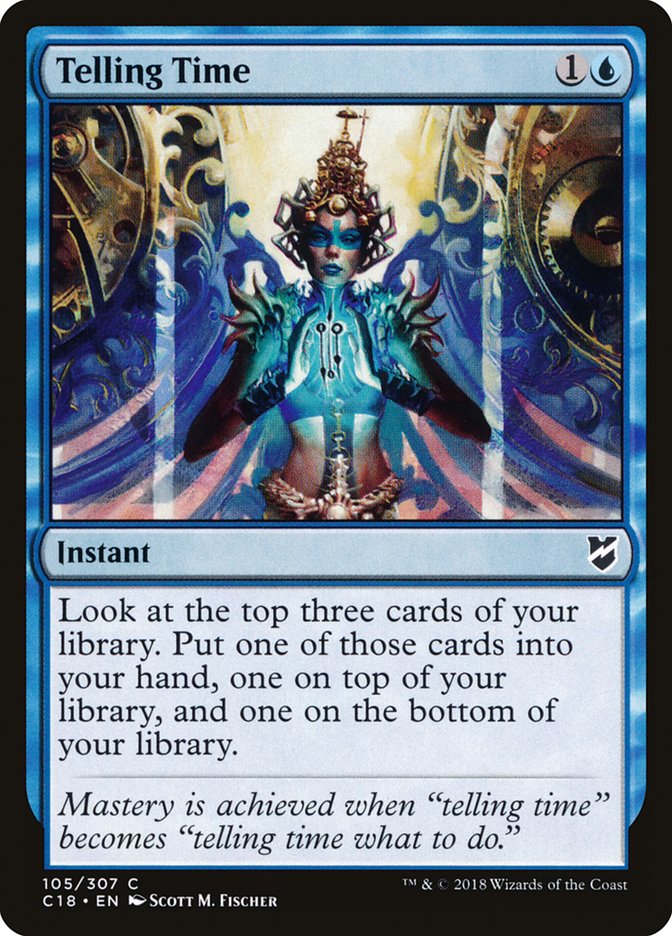 Telling Time 1
Instant
Look at the top three cards of your
library. Put one of those cards into
your hand, one on top of your
library, and one on the bottom of
your library.
Mastery is achieved when “telling time”
becomes “telling time what to do.”
105/307 C
C18 • EN Scott M. Fischer
™ & © 2018 Wizards of the Coast